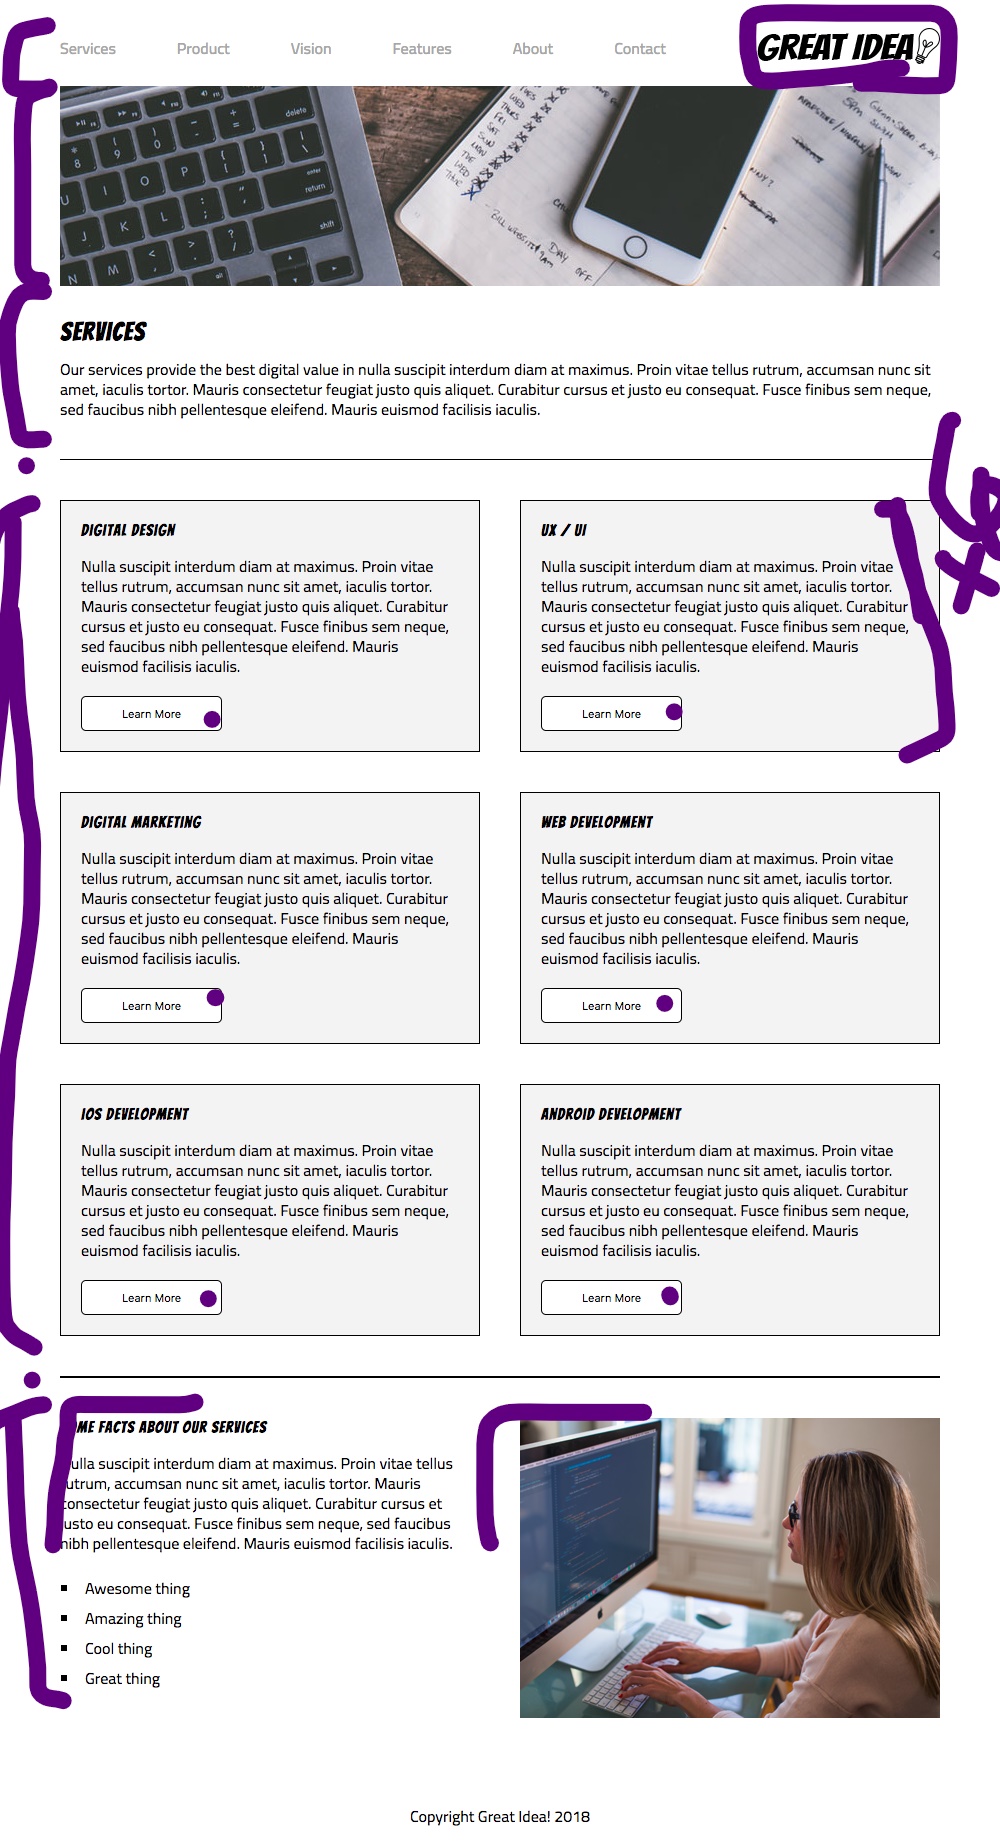 Services Product Vision Features About Contact
GREAT IDEA
SERVICES
Our services provide the best digital value in nulla suscipit interdum diam at maximus. Proin vitae tellus rutrum, accumsan nunc sit
amet, iaculis tortor. Mauris consectetur feugiat justo quis aliquet. Curabitur cursus et justo eu consequat. Fusce finibus sem neque,
sed faucibus nibh pellentesque eleifend. Mauris euismod facilisis iaculis.
DIGITAL DESIGN
Nulla suscipit interdum diam at maximus. Proin vitae
tellus rutrum, accumsan nunc sit amet, iaculis tortor.
Mauris consectetur feugiat justo quis aliquet. Curabitur
cursus et justo eu consequat. Fusce finibus sem neque,
sed faucibus nibh pellentesque eleifend. Mauris
euismod facilisis iaculis.
Learn More
UX / UI
Nulla suscipit interdum diam at maximus. Proin vitae
tellus rutrum, accumsan nunc sit amet, iaculis tortor.
Mauris consectetur feugiat justo quis aliquet. Curabitur
cursus et justo eu consequat. Fusce finibus sem neque,
sed faucibus nibh pellentesque eleifend. Mauris
euismod facilisis iaculis.
Learn More
DIGITAL MARKETING
Nulla suscipit interdum diam at maximus. Proin vitae
tellus rutrum, accumsan nunc sit amet, iaculis tortor.
Mauris consectetur feugiat justo quis aliquet. Curabitur
cursus et justo eu consequat. Fusce finibus sem neque,
sed faucibus nibh pellentesque eleifend. Mauris
euismod facilisis iaculis.
Learn More
WEB DEVELOPMENT
Nulla suscipit interdum diam at maximus. Proin vitae
tellus rutrum, accumsan nunc sit amet, iaculis tortor.
Mauris consectetur feugiat justo quis aliquet. Curabitur
cursus et justo eu consequat. Fusce finibus sem neque,
sed faucibus nibh pellentesque eleifend. Mauris
euismod facilisis iaculis.
Learn More
IOS DEVELOPMENT
Nulla suscipit interdum diam at maximus. Proin vitae
tellus rutrum, accumsan nunc sit amet, iaculis tortor.
Mauris consectetur feugiat justo quis aliquet. Curabitur
cursus et justo eu consequat. Fusce finibus sem neque,
sed faucibus nibh pellentesque eleifend. Mauris
euismod facilisis iaculis.
Learn More
ANDROID DEVELOPMENT
Nulla suscipit interdum diam at maximus. Proin vitae
tellus rutrum, accumsan nunc sit amet, iaculis tortor.
Mauris consectetur feugiat justo quis aliquet. Curabitur
cursus et justo eu consequat. Fusce finibus sem neque,
sed faucibus nibh pellentesque eleifend. Mauris
euismod facilisis iaculis.
Learn More
SOME FACTS ABOUT OUR SERVICES
Nulla suscipit interdum diam at maximus. Proin vitae tellus
rutrum, accumsan nunc sit amet, iaculis tortor. Mauris
consectetur feugiat justo quis aliquet. Curabitur cursus et
justo eu consequat. Fusce finibus sem neque, sed faucibus
nibh pellentesque eleifend. Mauris euismod facilisis iaculis.
Awesome thing
Amazing thing
Cool thing
Great thing
Copyright Great Idea! 2018